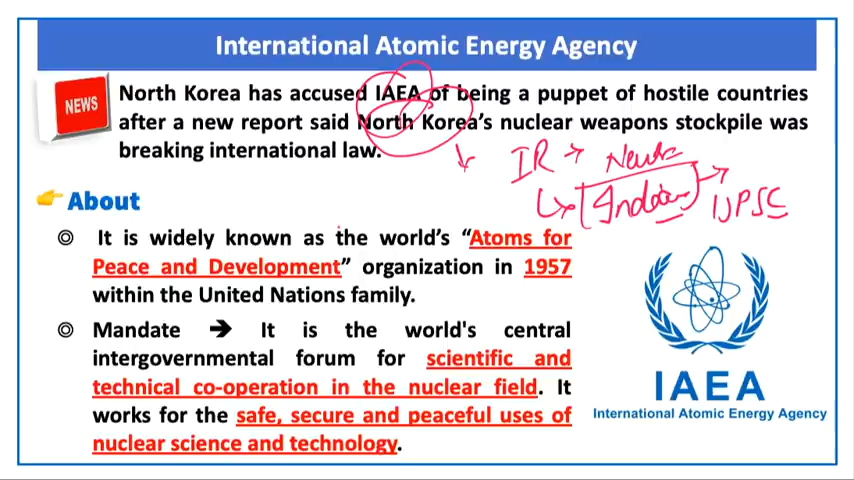 International Atomic Energy Agency
NEWS
North Korea has accused IAEA of being a puppet of hostile countries
after a new report said North Korea's nuclear weapons stockpile was
breaking international law.
IR →
UPSC
👉 About
◎ It is widely known as the world's “Atoms for
Peace and Development” organization in 1957
within the United Nations family.
◎ Mandate ➔ It is the world's central
intergovernmental forum for scientific and
technical co-operation in the nuclear field. It
works for the safe, secure and peaceful uses of
nuclear science and technology.
IAEA
International Atomic Energy Agency